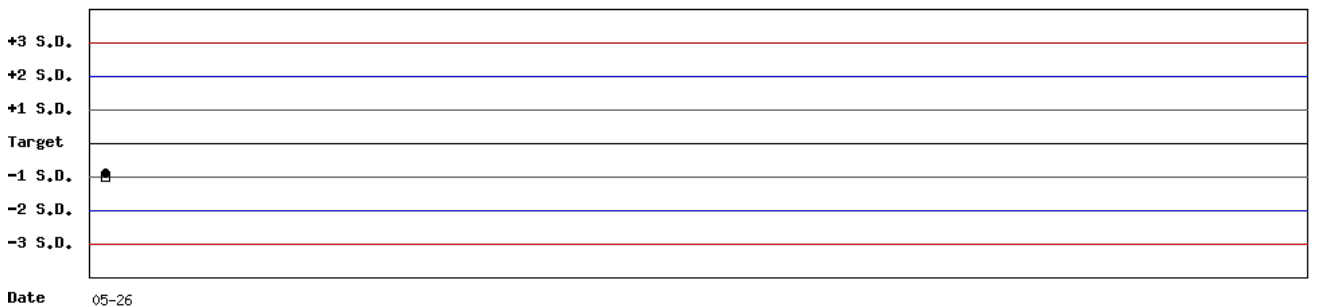 +3 S.D.
+2 S.D.
+1 S.D.
Target
-1 S.D.
-2 S.D.
-3 S.D.
Date 05-26